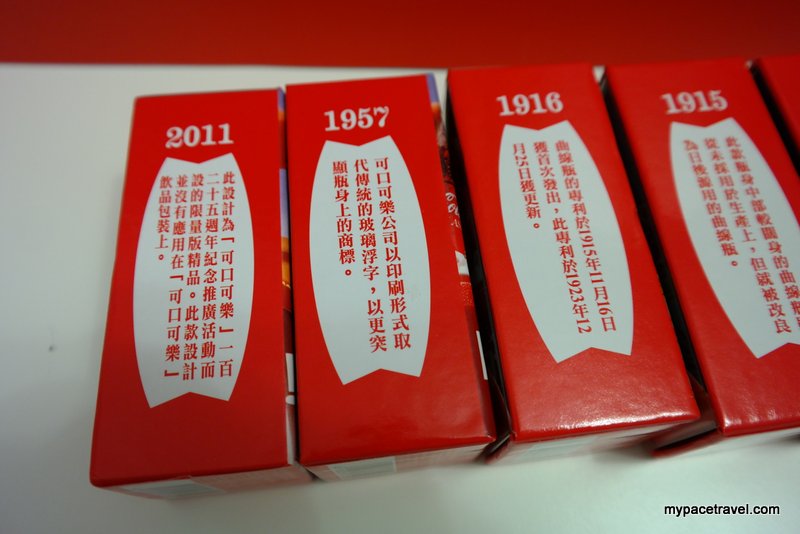 2011
此設計為「可口可樂」一百
二十五週年紀念推廣活動而
設的限量版精品。此款設計
並沒有應用在「可口可樂」
飲品包裝上。
1957
可口可樂公司以印刷形式取
代傳統的玻璃浮字，以更突
顯瓶身上的商標。
1916
曲線瓶的專利於1915年11月16日
獲首次發出，此專利於1923年12
月25日獲更新。
1915
此款瓶身中部較闊身的曲線瓶
從未採用於生產上，但就被改良
為日後源用的曲線瓶。
mypacetravel.com